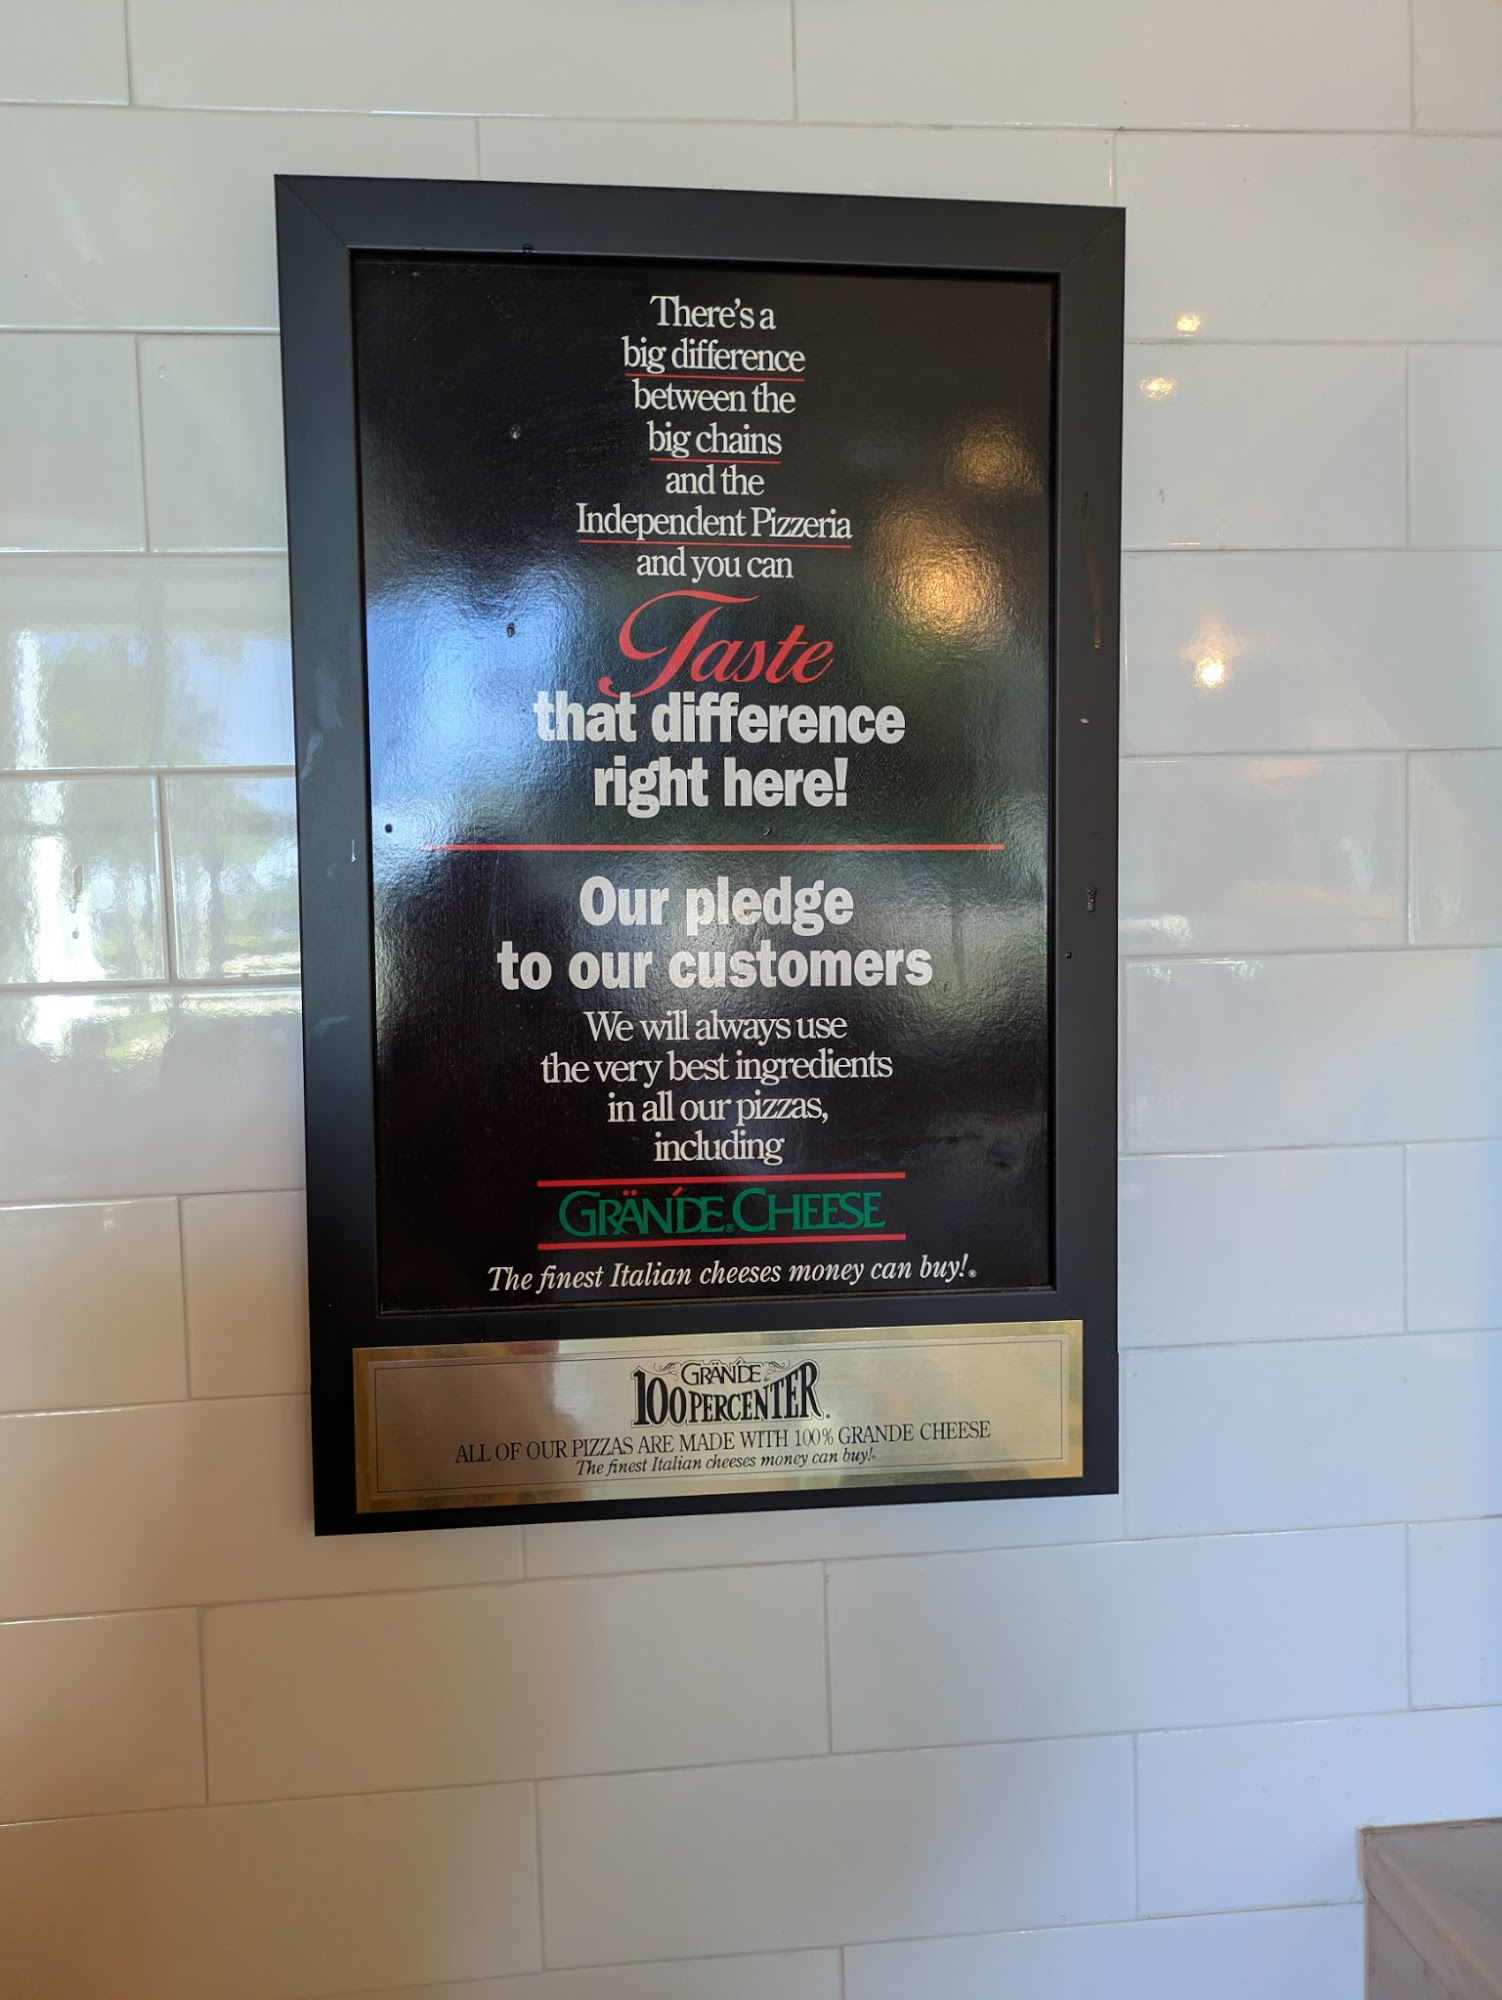 There's a
big difference
between the
big chains
and the
Independent Pizzeria
and you can
Taste
that difference
right here!
Our pledge
to our customers
We will always use
the very best ingredients
in all our pizzas,
including
GRÄNDE® CHEESE
The finest Italian cheeses money can buy!®
GRÄNDE®
100 PERCENTER®
ALL OF OUR PIZZAS ARE MADE WITH 100% GRANDE CHEESE
The finest Italian cheeses money can buy!®